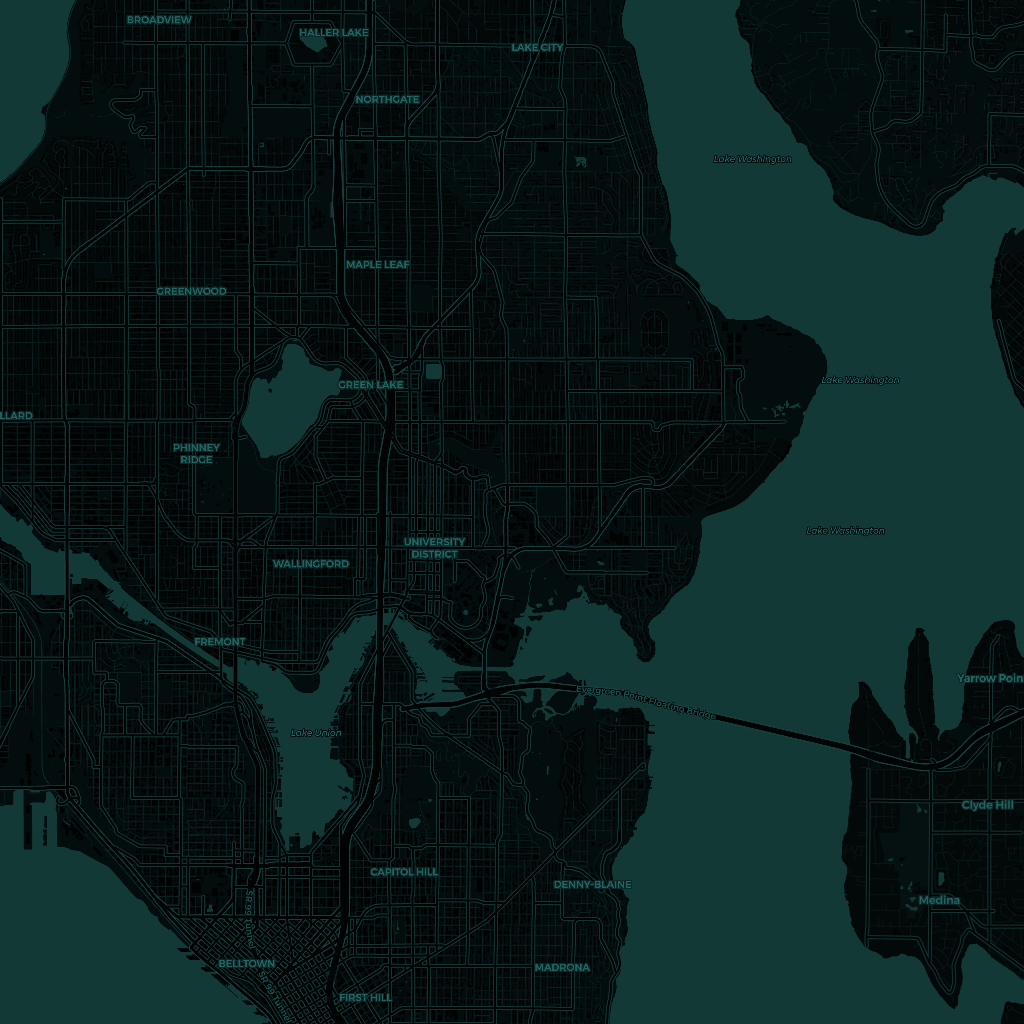 BROADVIEW
HALLER LAKE
LAKE CITY
NORTHGATE
Lake Washington
MAPLE LEAF
GREENWOOD
GREEN LAKE
Lake Washington
LLARD
PHINNEY
RIDGE
Lake Washington
UNIVERSITY
DISTRICT
WALLINGFORD
FREMONT
Yarrow Poin
Evergreen Point Floating Bridge
Lake Union
Clyde Hill
CAPITOL HILL
DENNY-BLAINE
Medina
SR 99 Tunnel
BELLTOWN
MADRONA
SR 99 Tunnel
FIRST HILL